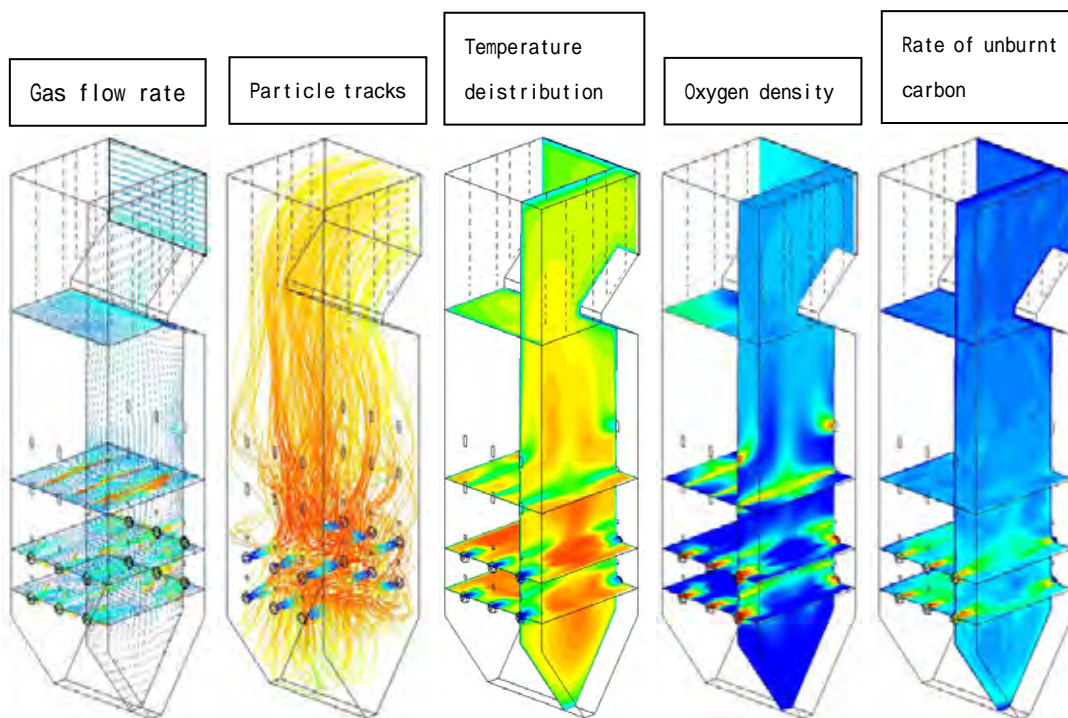 Gas flow rate
Particle tracks
Temperature
deistribution
Oxygen density
Rate of unburnt
carbon